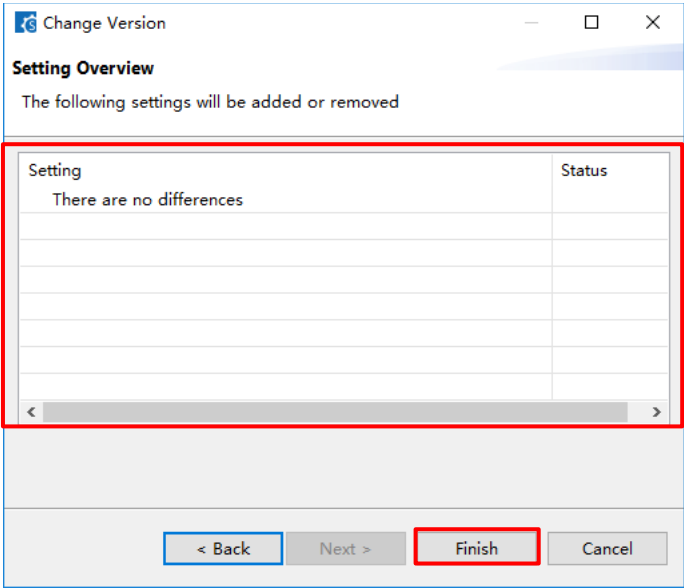 Change Version
Setting Overview
The following settings will be added or removed
Setting Status
There are no differences
< Back Next > Finish Cancel